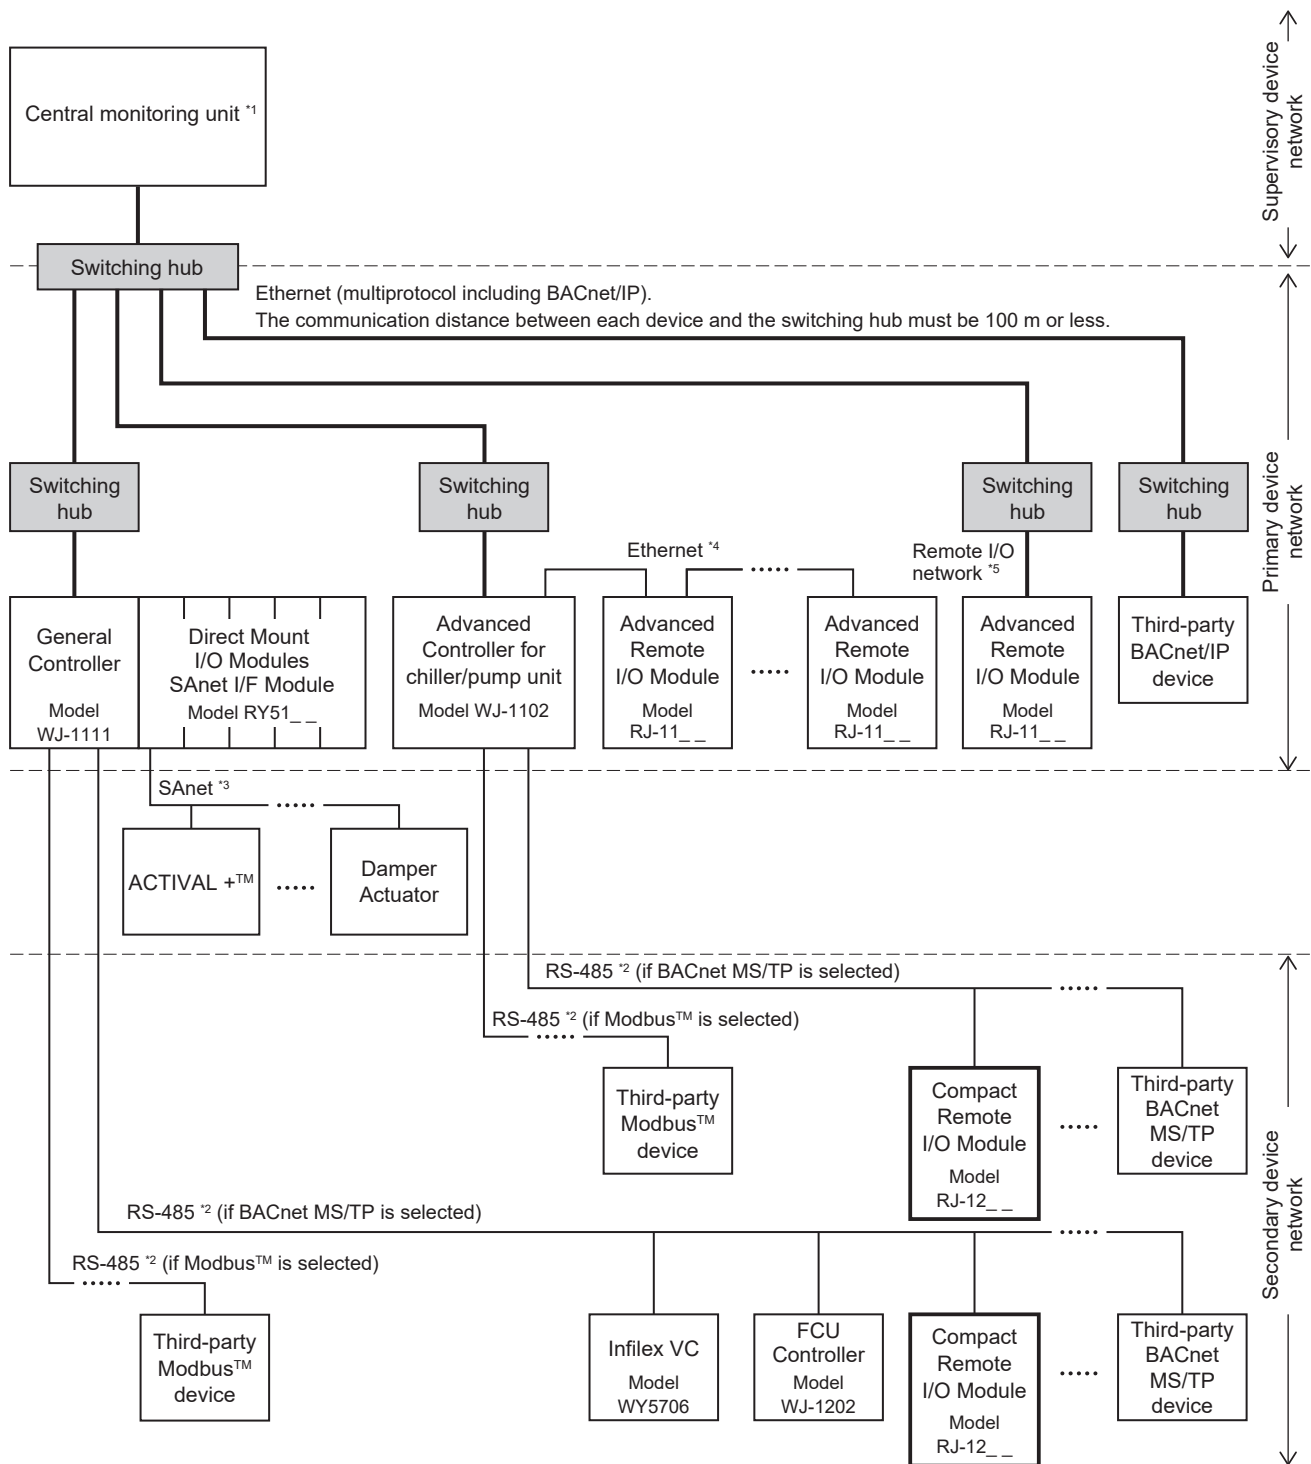 Central monitoring unit *1
Supervisory device
network
Switching hub
Ethernet (multiprotocol including BACnet/IP).
The communication distance between each device and the switching hub must be 100 m or less.
Primary device
network
Switching
hub
Switching
hub
Switching
hub
Switching
hub
Ethernet *4
.....
Remote I/O
network *5
General
Controller
Model
WJ-1111
Direct Mount
I/O Modules
SAnet I/F Module
Model RY51_ _
Advanced
Controller for
chiller/pump unit
Model WJ-1102
Advanced
Remote
I/O Module
Model
RJ-11_ _
.....
Advanced
Remote
I/O Module
Model
RJ-11_ _
Advanced
Remote
I/O Module
Model
RJ-11_ _
Third-party
BACnet/IP
device
SAnet *3
.....
ACTIVAL +TM
.....
Damper
Actuator
RS-485 *2 (if BACnet MS/TP is selected)
.....
RS-485 *2 (if Modbus™ is selected)
.....
Third-party
Modbus™
device
Compact
Remote
I/O Module
Model
RJ-12_ _
.....
Third-party
BACnet
MS/TP
device
Secondary device
network
RS-485 *2 (if BACnet MS/TP is selected)
.....
RS-485 *2 (if Modbus™ is selected)
.....
Third-party
Modbus™
device
Infilex VC
Model
WY5706
FCU
Controller
Model
WJ-1202
Compact
Remote
I/O Module
Model
RJ-12_ _
.....
Third-party
BACnet
MS/TP
device